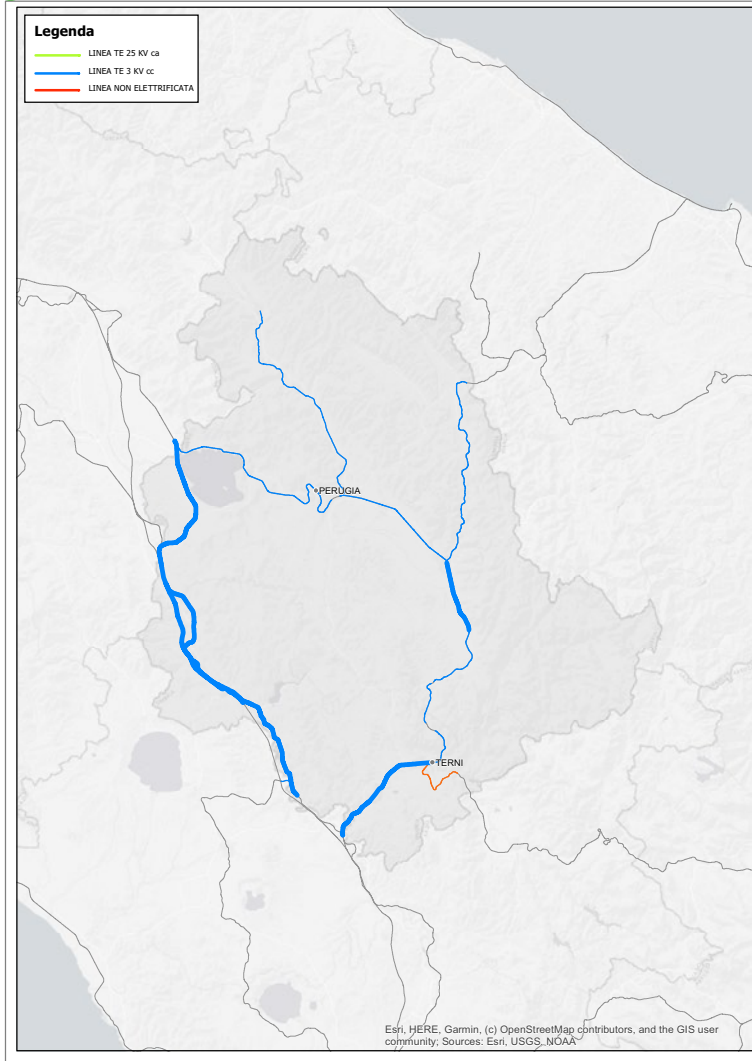 Legenda
LINEA TE 25 KV ca
LINEA TE 3 KV cc
LINEA NON ELETTRIFICATA
PERUGIA
TERNI
Esri, HERE, Garmin, (c) OpenStreetMap contributors, and the GIS user
community; Sources: Esri, USGS, NOAA